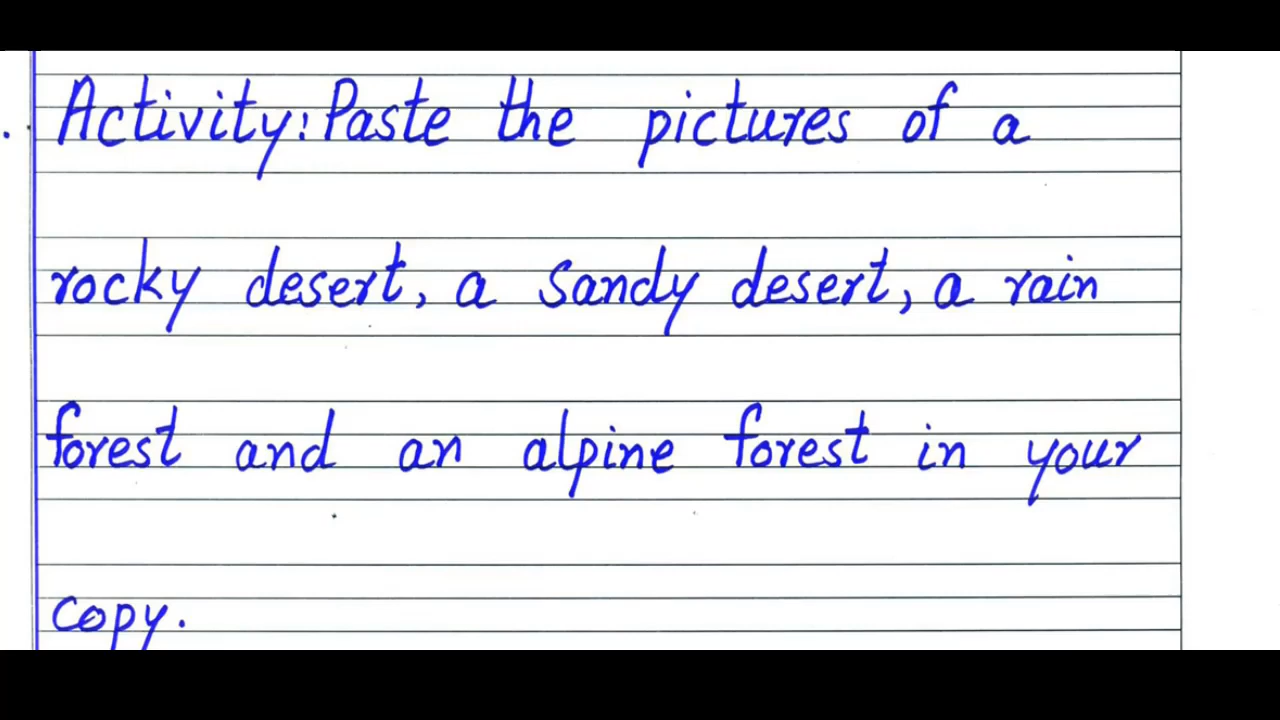 Activity: Paste the pictures of a
rocky desert, a sandy desert, a rain
forest and an alpine forest in your
copy.